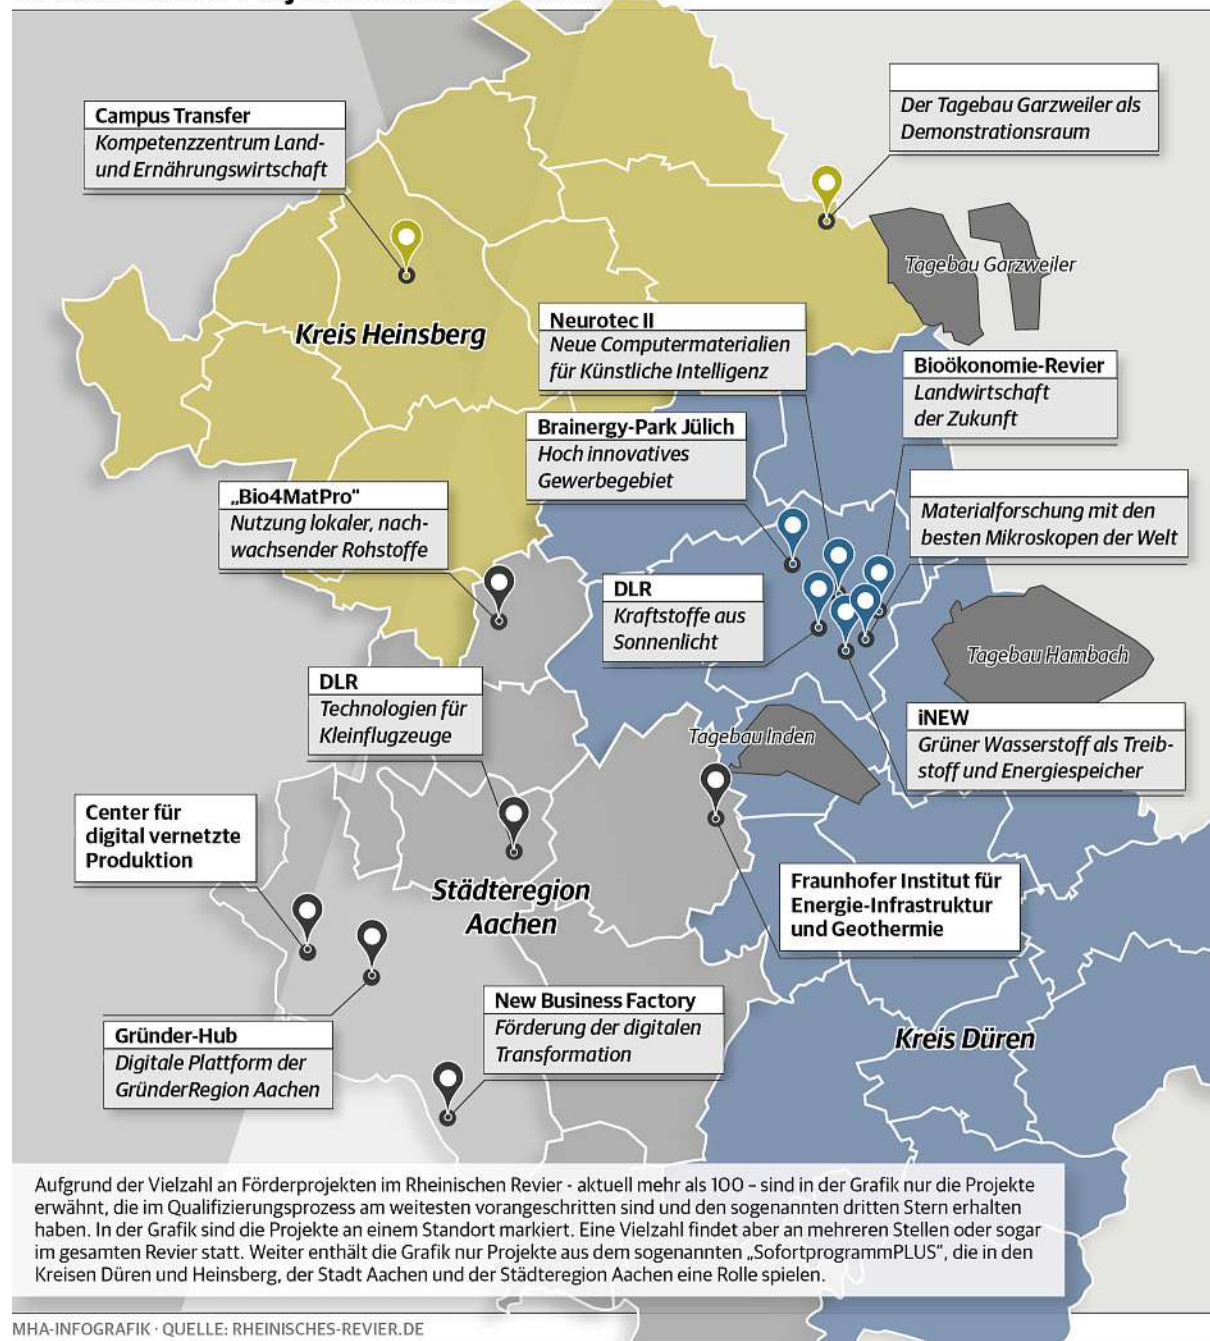 Campus Transfer
Kompetenzzentrum Land-
und Ernährungswirtschaft
Der Tagebau Garzweiler als
Demonstrationsraum
Tagebau Garzweiler
Kreis Heinsberg
Neurotec II
Neue Computermaterialien
für Künstliche Intelligenz
Bioökonomie-Revier
Landwirtschaft
der Zukunft
Brainergy-Park Jülich
Hoch innovatives
Gewerbegebiet
„Bio4MatPro“
Nutzung lokaler, nach-
wachsender Rohstoffe
Materialforschung mit den
besten Mikroskopen der Welt
DLR
Kraftstoffe aus
Sonnenlicht
Tagebau Hambach
DLR
Technologien für
Kleinflugzeuge
Tagebau Inden
iNEW
Grüner Wasserstoff als Treib-
stoff und Energiespeicher
Center für
digital vernetzte
Produktion
Städteregion
Aachen
Fraunhofer Institut für
Energie-Infrastruktur
und Geothermie
New Business Factory
Förderung der digitalen
Transformation
Gründer-Hub
Digitale Plattform der
GründerRegion Aachen
Kreis Düren
Aufgrund der Vielzahl an Förderprojekten im Rheinischen Revier - aktuell mehr als 100 – sind in der Grafik nur die Projekte
erwähnt, die im Qualifizierungsprozess am weitesten vorangeschritten sind und den sogenannten dritten Stern erhalten
haben. In der Grafik sind die Projekte an einem Standort markiert. Eine Vielzahl findet aber an mehreren Stellen oder sogar
im gesamten Revier statt. Weiter enthält die Grafik nur Projekte aus dem sogenannten „SofortprogrammPLUS“, die in den
Kreisen Düren und Heinsberg, der Stadt Aachen und der Städteregion Aachen eine Rolle spielen.
MHA-INFOGRAFIK · QUELLE: RHEINISCHES-REVIER.DE